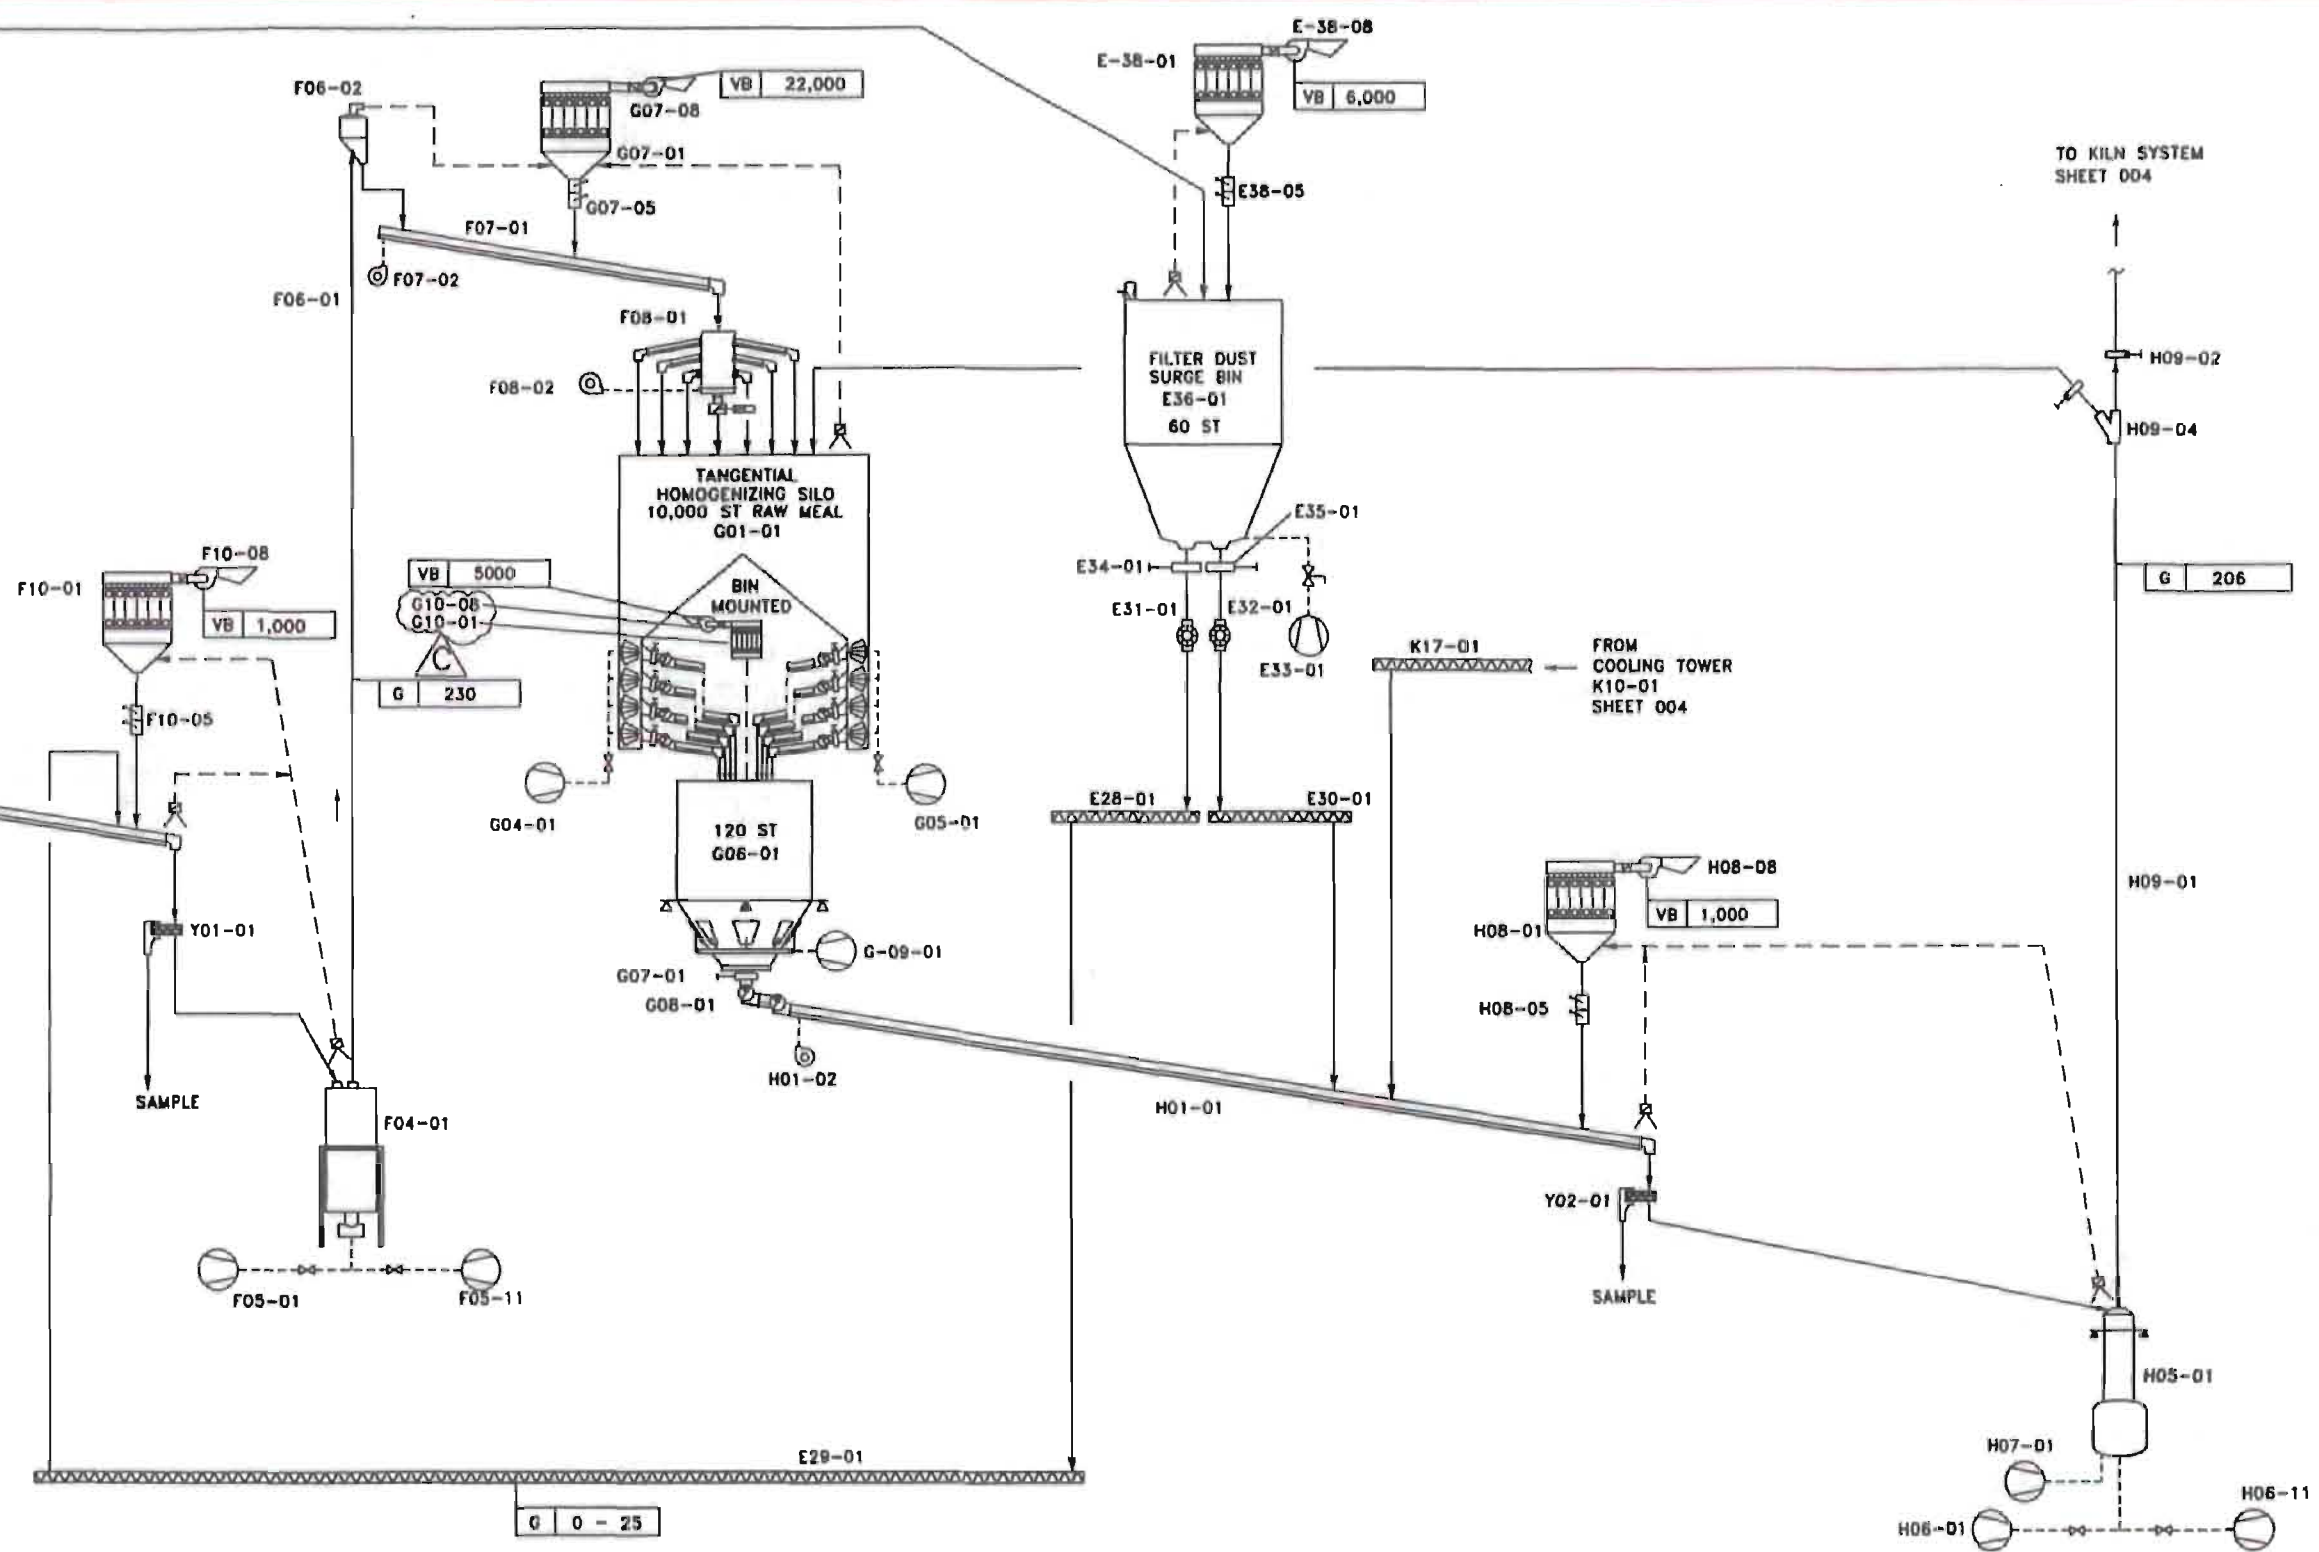 E-38-08
E-38-01
VB 6,000
F06-02
VB 22,000
G07-08
G07-01
G07-05
E38-05
TO KILN SYSTEM
SHEET 004
F07-01
F07-02
F06-01
F08-01
F08-02
FILTER DUST
SURGE BIN
E36-01
60 ST
H09-02
H09-04
TANGENTIAL
HOMOGENIZING SILO
10,000 ST RAW MEAL
G01-01
E35-01
E34-01
F10-08
F10-01
VB 1,000
VB 5000
G10-08
G10-01
C
BIN
MOUNTED
E31-01
E32-01
E33-01
G 206
K17-01
FROM
COOLING TOWER
K10-01
SHEET 004
G 230
F10-05
G04-01
G05-01
E28-01
E30-01
120 ST
G06-01
H08-08
H08-01
VB 1,000
H09-01
Y01-01
G-09-01
G07-01
G08-01
H08-05
H01-02
SAMPLE
H01-01
F04-01
Y02-01
SAMPLE
F05-01
F05-11
H05-01
E29-01
G 0 - 25
H07-01
H06-01
H06-11